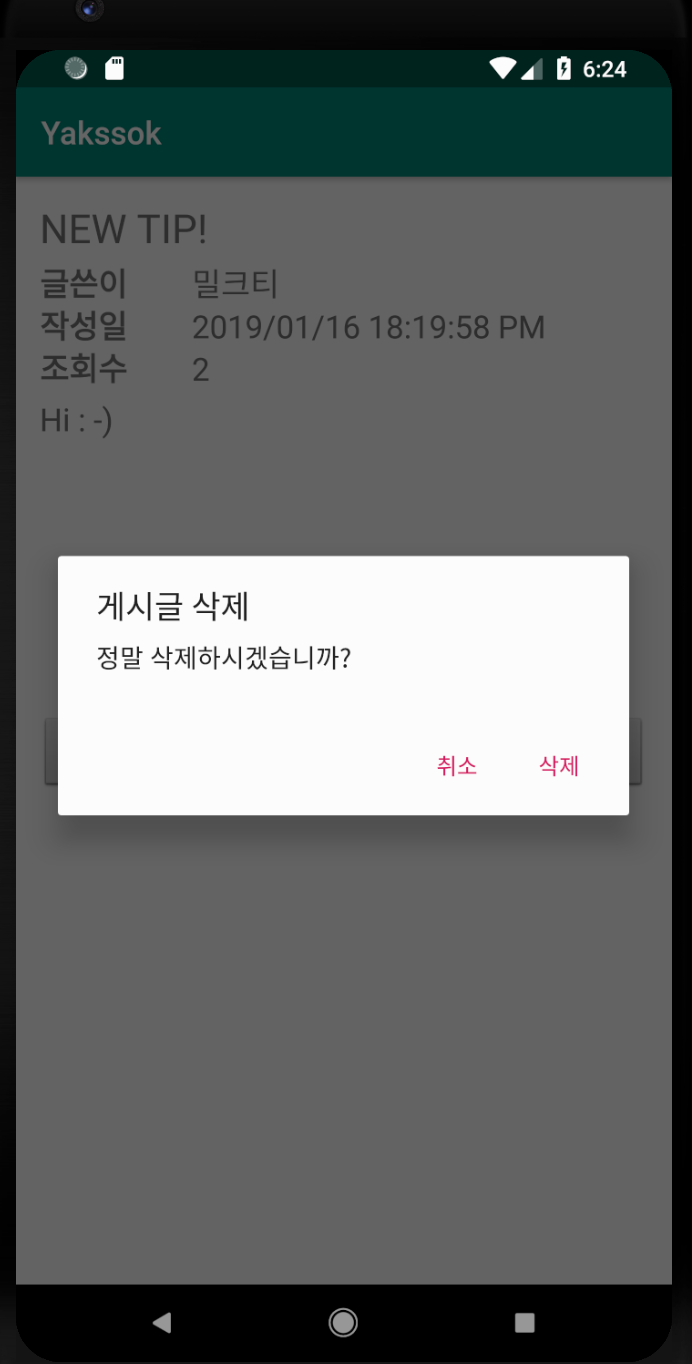 6:24
Yakssok
NEW TIP!
글쓴이 밀크티
작성일 2019/01/16 18:19:58 PM
조회수 2
Hi : -)
게시글 삭제
정말 삭제하시겠습니까?
취소 삭제